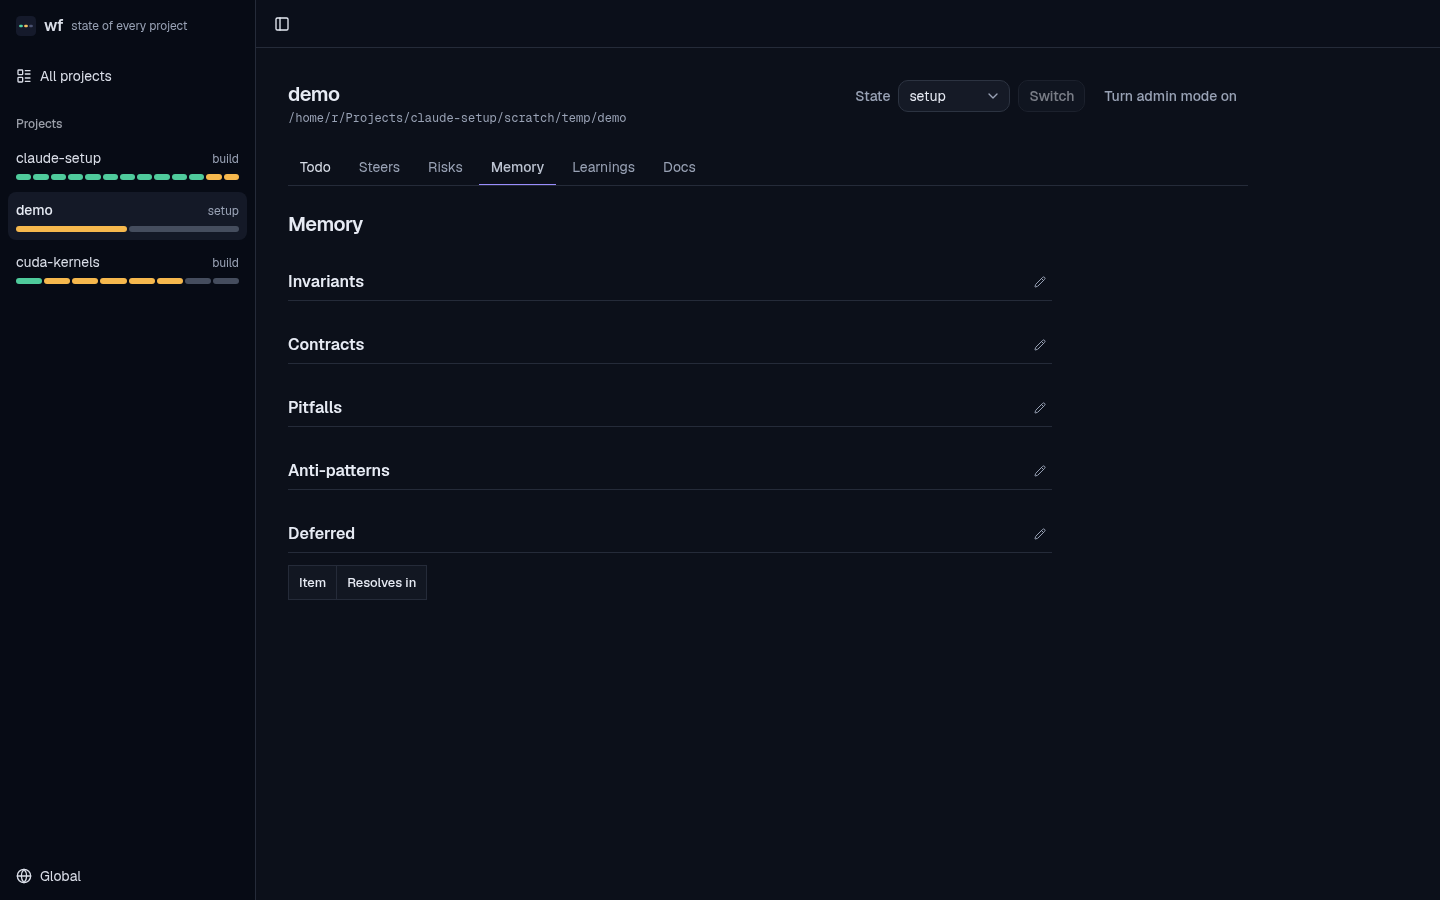 wf state of every project
All projects
Projects
claude-setup build
demo setup
cuda-kernels build
Global
demo
/home/r/Projects/claude-setup/scratch/temp/demo
State setup Switch Turn admin mode on
Todo Steers Risks Memory Learnings Docs
Memory
Invariants
Contracts
Pitfalls
Anti-patterns
Deferred
Item Resolves in